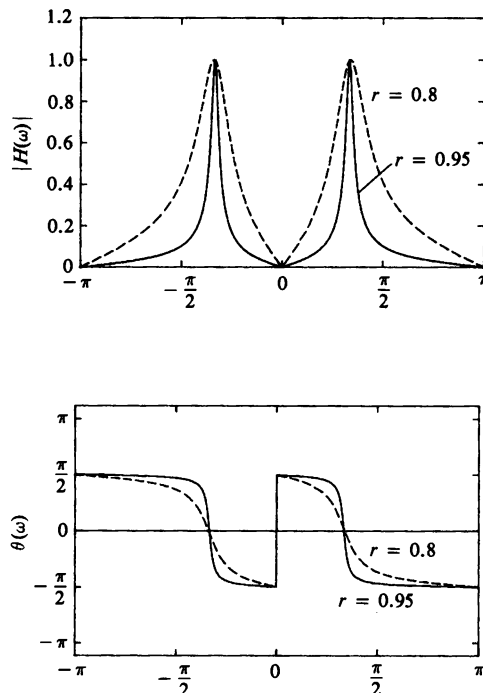 1.2
1.0
0.8
0.6
0.4
0.2
0
|H(ω)|
r = 0.8
r = 0.95
−π
−π/2
0
π/2
π
π
π/2
0
−π/2
−π
θ(ω)
r = 0.8
r = 0.95
−π
−π/2
0
π/2
π